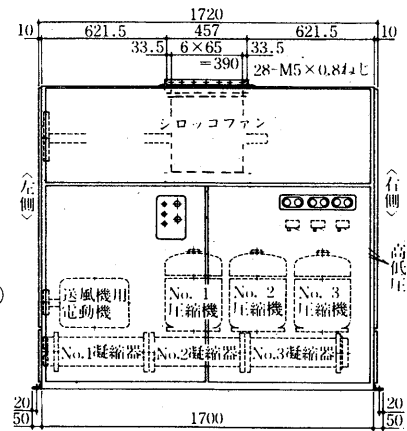 1720
10 621.5 457 621.5 10
33.5 6×65 33.5
=390 28-M5×0.8ねじ
シロッコファン
〈左側〉
〈右側〉
高低
圧
送風機用
電動機
No. 1
圧縮機
No. 2
圧縮機
No. 3
圧縮機
No.1凝縮器
No.2凝縮器
No.3凝縮器
20 20
50 1700 50